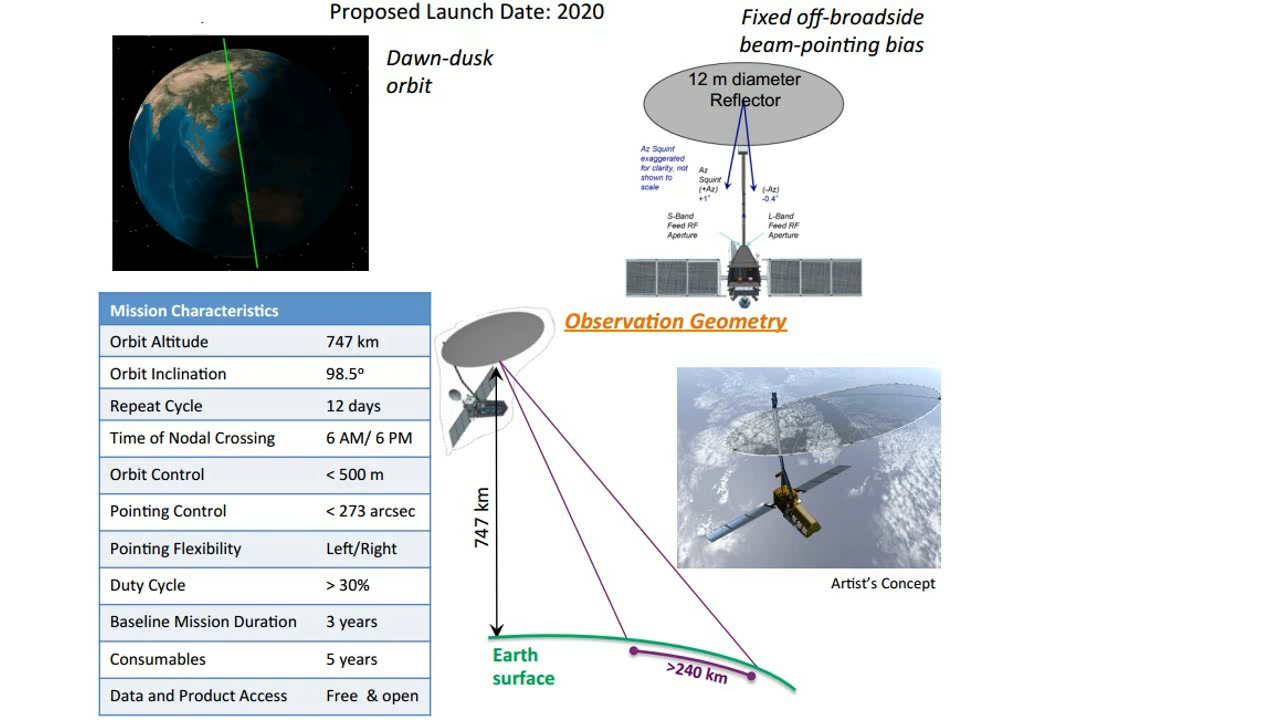 Proposed Launch Date: 2020
Fixed off-broadside
beam-pointing bias
Dawn-dusk
orbit
12 m diameter
Reflector
Az Squint
exaggerated
for clarity, not
shown to
scale
Az
Squint
(+Az)
+1°
(-Az)
-0.4°
S-Band
Feed RF
Aperture
L-Band
Feed RF
Aperture
Observation Geometry
Mission Characteristics
Orbit Altitude 747 km
Orbit Inclination 98.5º
Repeat Cycle 12 days
Time of Nodal Crossing 6 AM/ 6 PM
Orbit Control < 500 m
Pointing Control < 273 arcsec
Pointing Flexibility Left/Right
Duty Cycle > 30%
Baseline Mission Duration 3 years
Consumables 5 years
Data and Product Access Free & open
747 km
Earth
surface
>240 km
Artist’s Concept